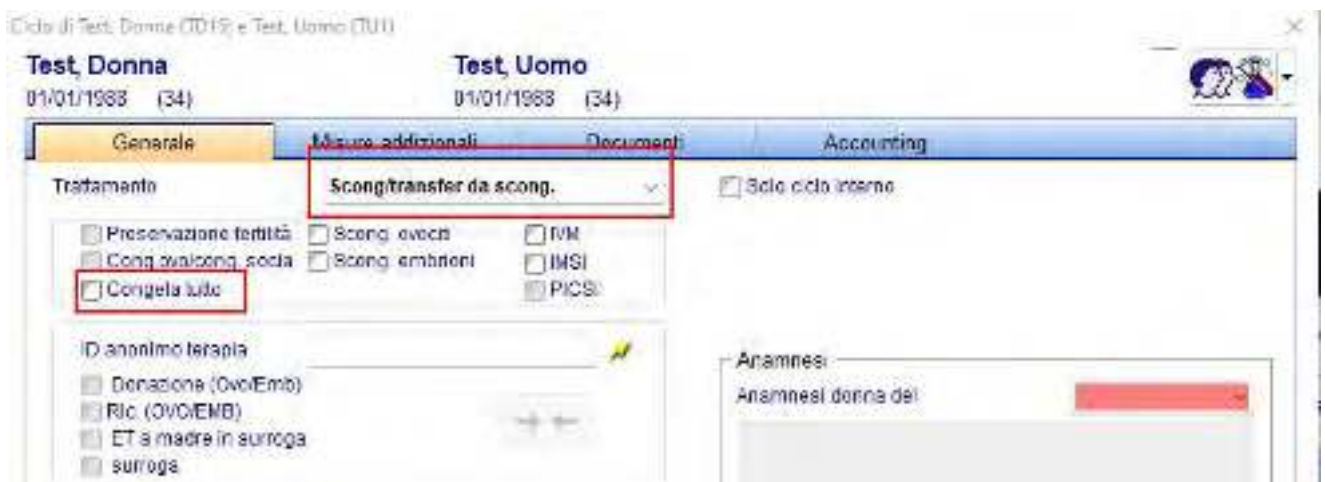 Ciclo di Test, Donna (TD15) e Test, Uomo (TU1)
Test, Donna Test, Uomo
01/01/1988 (34) 01/01/1988 (34)
Generale Misure addizionali Documenti Accounting
Trattamento Scong/transfer da scong. Solo ciclo interno
Preservazione fertilità Scong. ovociti IVM
Cong ova/cong. socia Scong. embrioni IMSI
Congela tutto PICSI
ID anonimo terapia
Anamnesi
Donazione (Ovo/Emb) Anamnesi donna del
Ric. (OVO/EMB)
ET a madre in surroga
surroga